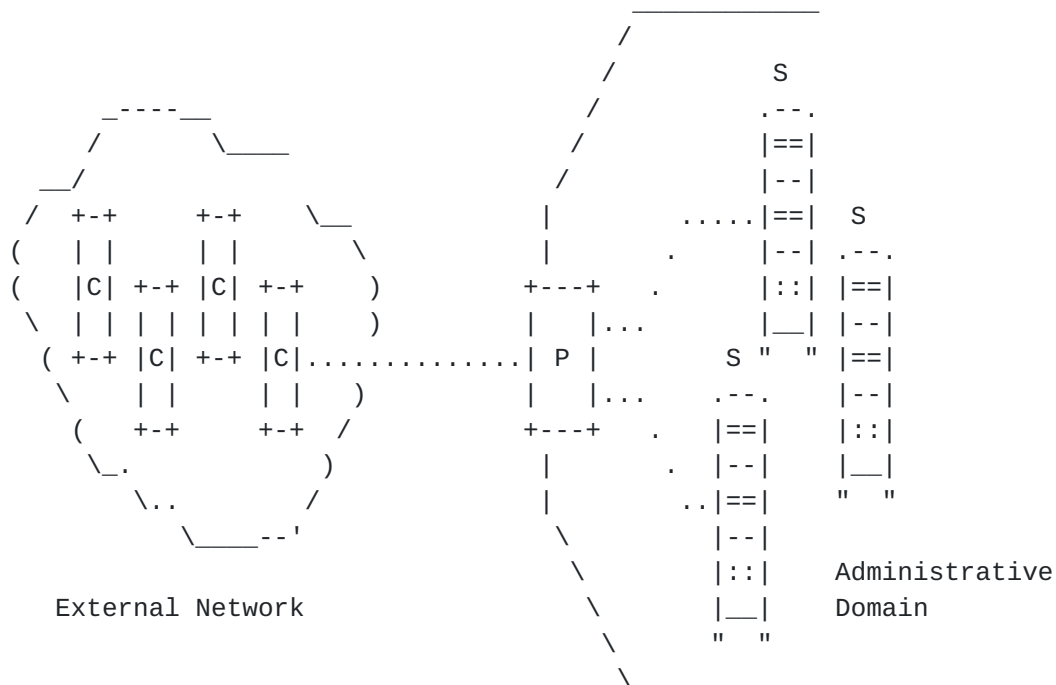 S
S
C C
C P
C S
Administrative
External Network Domain